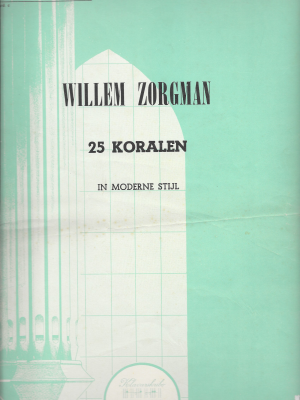 WILLEM ZORGMAN
25 KORALEN
IN MODERNE STIJL